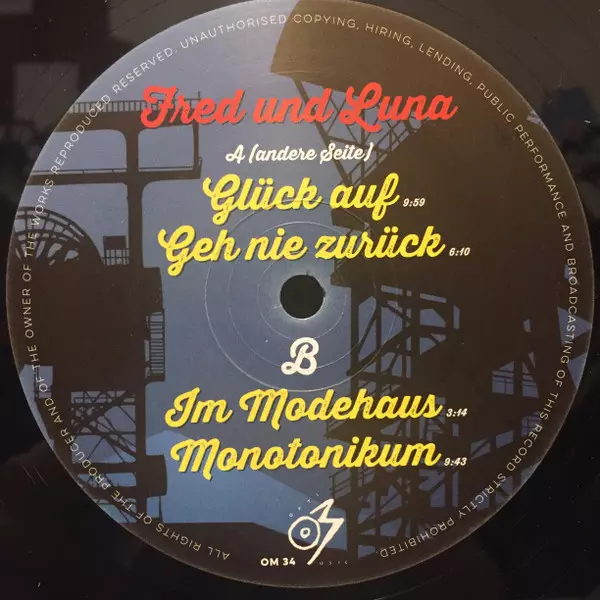 ALL RIGHTS OF THE PRODUCER AND OF THE OWNER OF THE WORKS REPRODUCED RESERVED. UNAUTHORISED COPYING, HIRING, LENDING, PUBLIC PERFORMANCE AND BROADCASTING OF THIS RECORD STRICTLY PROHIBITED.
Fred und Luna
A (andere Seite)
Glück auf 9:59
Geh nie zurück 6:10
B
Im Modehaus 3:14
Monotonikum 9:43
OM 34